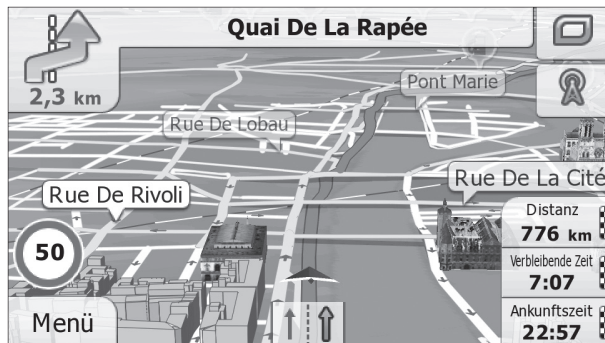 Quai De La Rapée
2,3 km
Pont Marie
Rue De Lobau
Rue De La Cité
Rue De Rivoli
Distanz
776 km
50
Verbleibende Zeit
7:07
Ankunftszeit
22:57
Menü